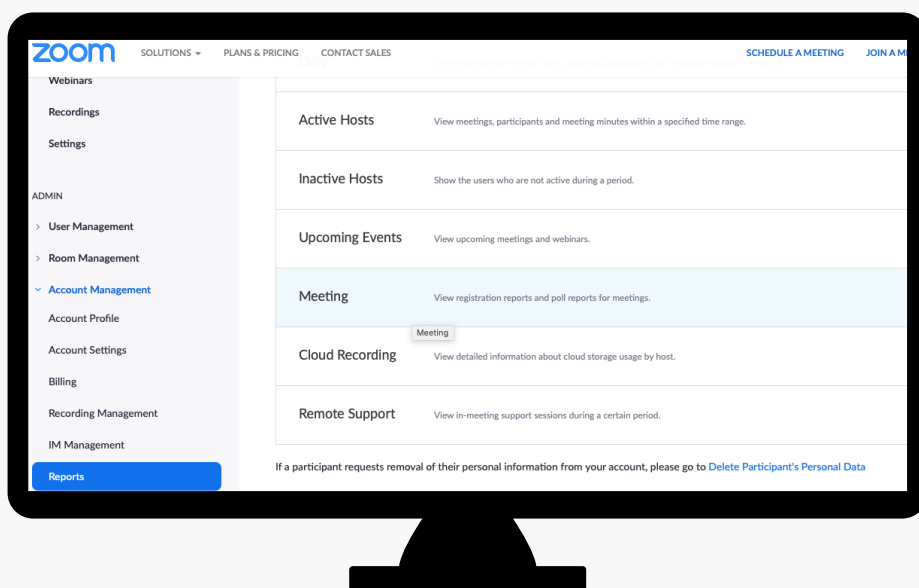 zoom SOLUTIONS PLANS & PRICING CONTACT SALES SCHEDULE A MEETING JOIN A
Webinars
Recordings
Settings
ADMIN
User Management
Room Management
Account Management
Account Profile
Account Settings
Billing
Recording Management
IM Management
Reports
Daily
Active Hosts View meetings, participants and meeting minutes within a specified time range.
Inactive Hosts Show the users who are not active during a period.
Upcoming Events View upcoming meetings and webinars.
Meeting View registration reports and poll reports for meetings.
Meeting
Cloud Recording View detailed information about cloud storage usage by host.
Remote Support View in-meeting support sessions during a certain period.
If a participant requests removal of their personal information from your account, please go to Delete Participant's Personal Data